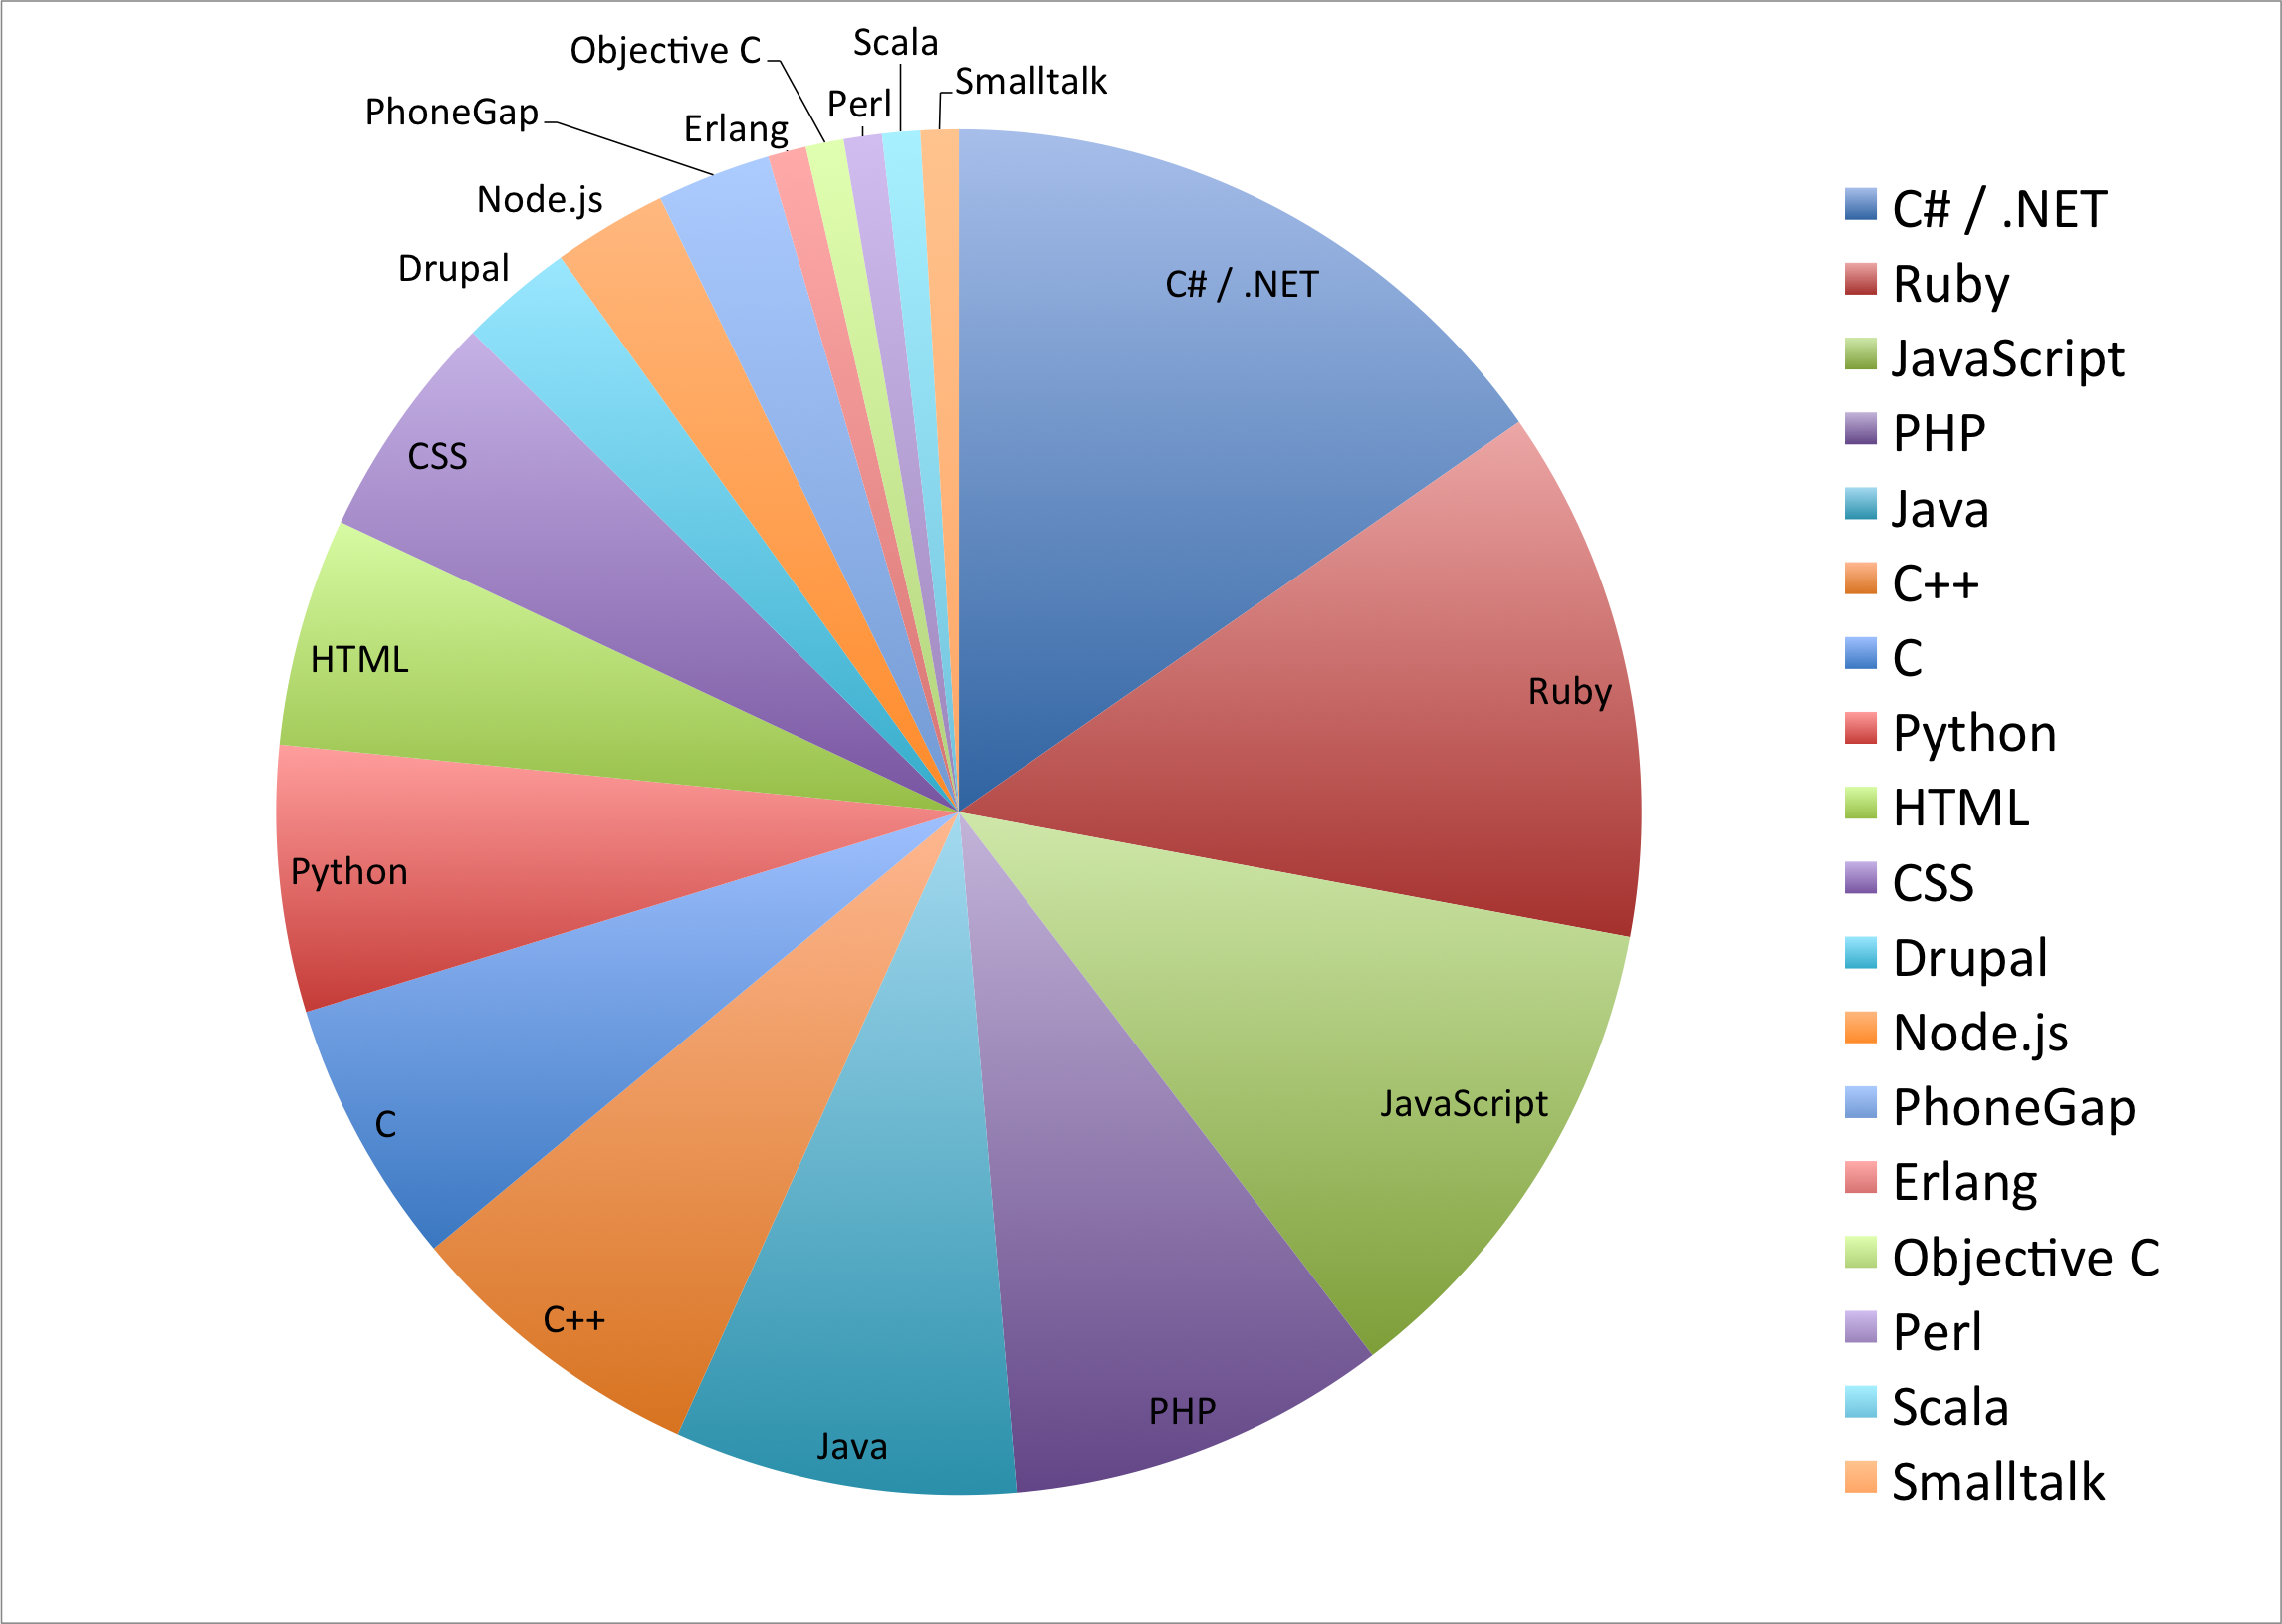 Objective C
Scala
Smalltalk
PhoneGap
Perl
Erlang
Node.js
Drupal
C# / .NET
CSS
HTML
Ruby
Python
JavaScript
C
C++
PHP
Java
C# / .NET
Ruby
JavaScript
PHP
Java
C++
C
Python
HTML
CSS
Drupal
Node.js
PhoneGap
Erlang
Objective C
Perl
Scala
Smalltalk